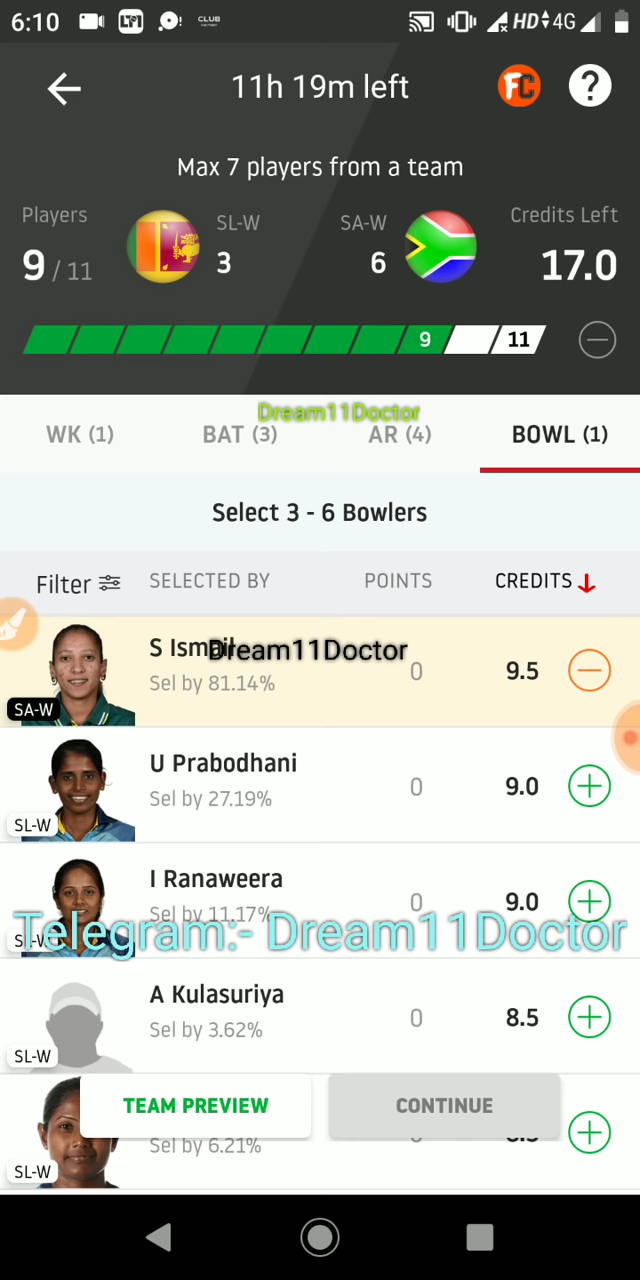 6:10 CLUB FACTORY HD 4G
11h 19m left FC ?
Max 7 players from a team
Players SL-W SA-W Credits Left
9 / 11 3 6 17.0
9 11
Dream11Doctor
WK (1) BAT (3) AR (4) BOWL (1)
Select 3 - 6 Bowlers
Filter SELECTED BY POINTS CREDITS
S Ismail
Dream11Doctor
Sel by 81.14% 0 9.5
SA-W
U Prabodhani
Sel by 27.19% 0 9.0
SL-W
I Ranaweera
Sel by 11.17% 0 9.0
SL-W
Telegram:- Dream11Doctor
A Kulasuriya
Sel by 3.62% 0 8.5
SL-W
TEAM PREVIEW CONTINUE
Sel by 6.21%
SL-W